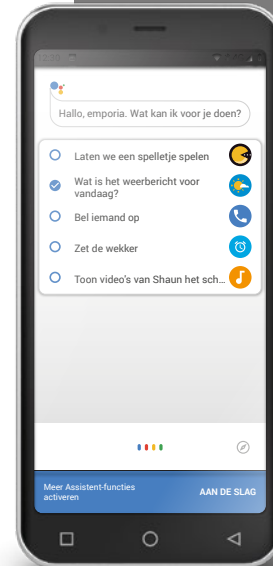 Hallo, emporia. Wat kan ik voor je doen?
Laten we een spelletje spelen
Wat is het weerbericht voor
vandaag?
Bel iemand op
Zet de wekker
Toon video's van Shaun het sch...
Meer Assistent-functies
activeren
AAN DE SLAG